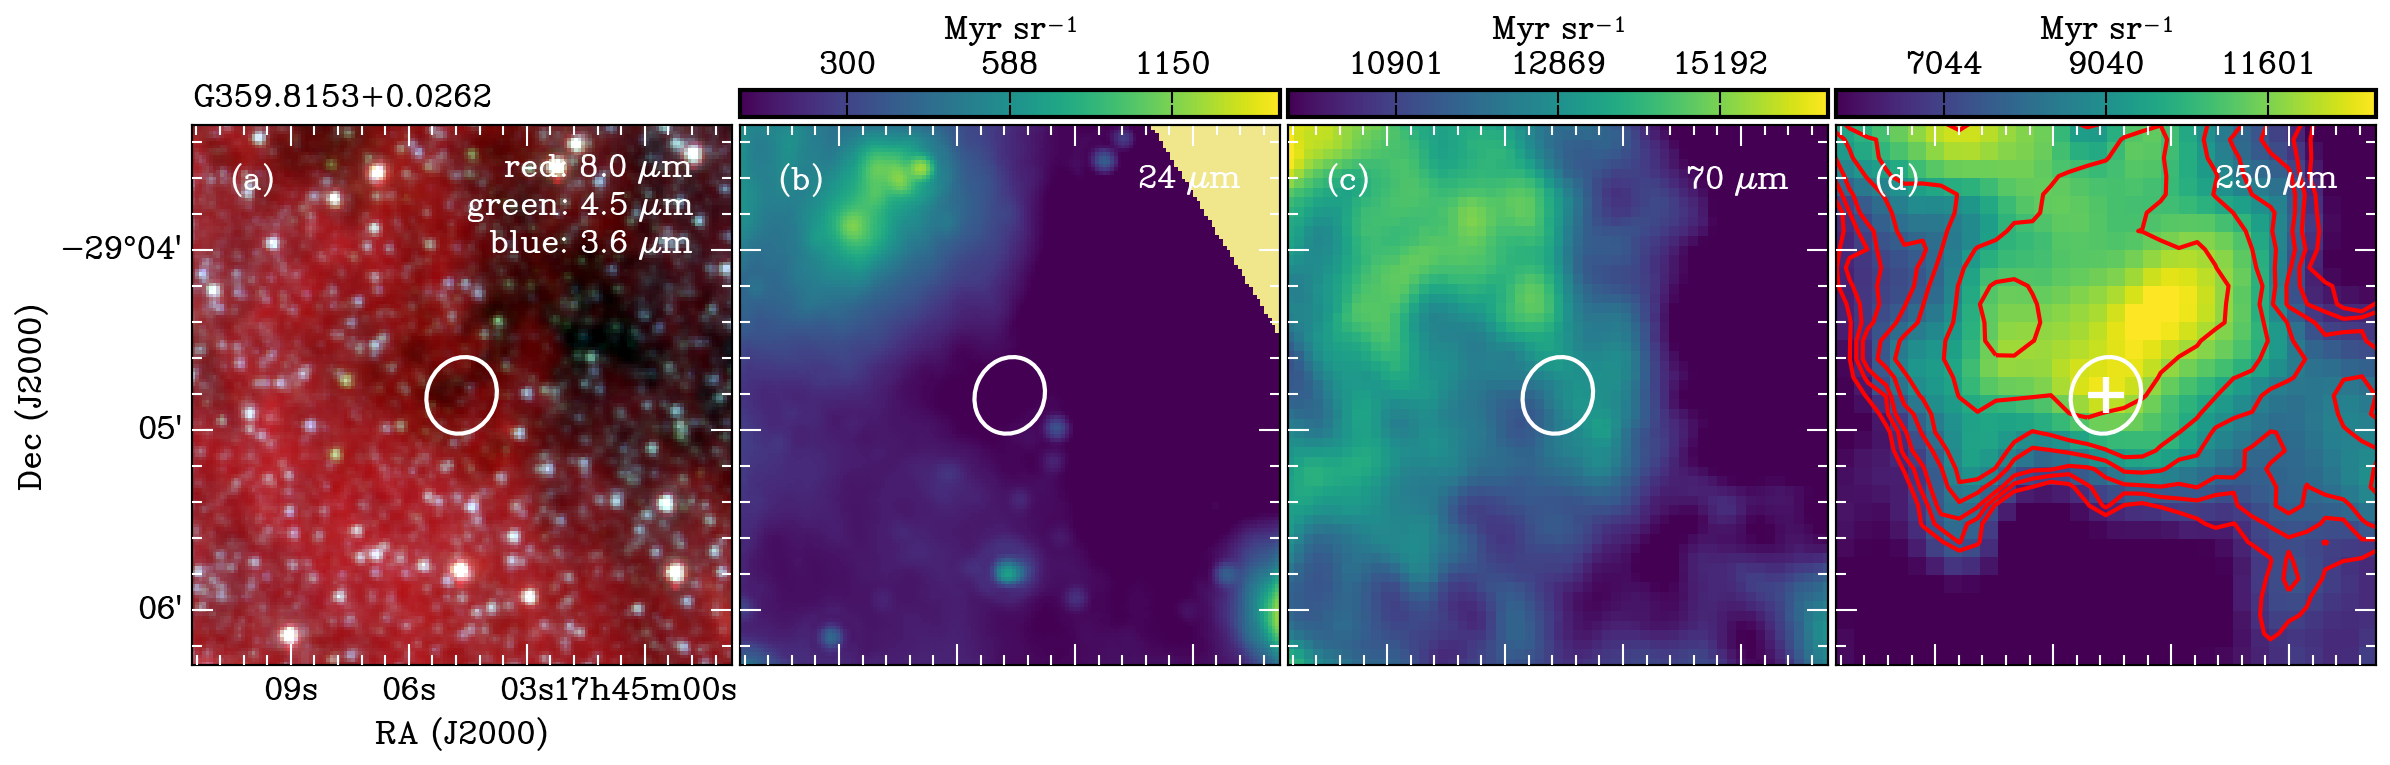 Myr sr⁻¹ Myr sr⁻¹ Myr sr⁻¹
300 588 1150 10901 12869 15192 7044 9040 11601
G359.8153+0.0262
(a) red: 8.0 μm
green: 4.5 μm
blue: 3.6 μm
(b) 24 μm
(c) 70 μm
(d) 250 μm
−29°04'
05'
06'
Dec (J2000)
09s 06s 03s 17h45m00s
RA (J2000)